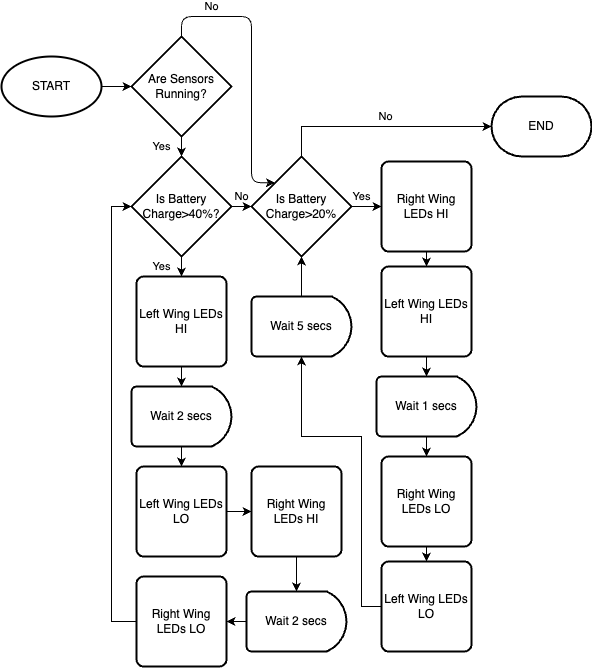 No
START
Are Sensors
Running?
Yes
No
END
Is Battery
Charge>40%?
No
Is Battery
Charge>20%
Yes
Right Wing
LEDs HI
Yes
Left Wing LEDs
HI
Wait 5 secs
Left Wing LEDs
HI
Wait 2 secs
Wait 1 secs
Left Wing LEDs
LO
Right Wing
LEDs HI
Right Wing
LEDs LO
Right Wing
LEDs LO
Wait 2 secs
Left Wing LEDs
LO